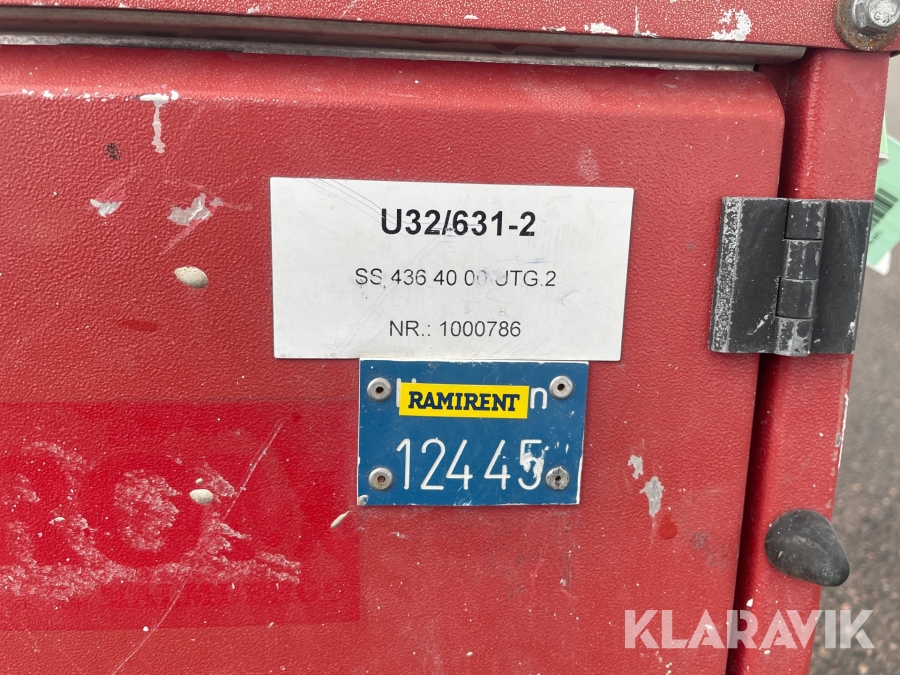 U32/631-2
SS 436 40 00 UTG.2
NR.: 1000786
RAMIRENT
12445
KLARAVIK